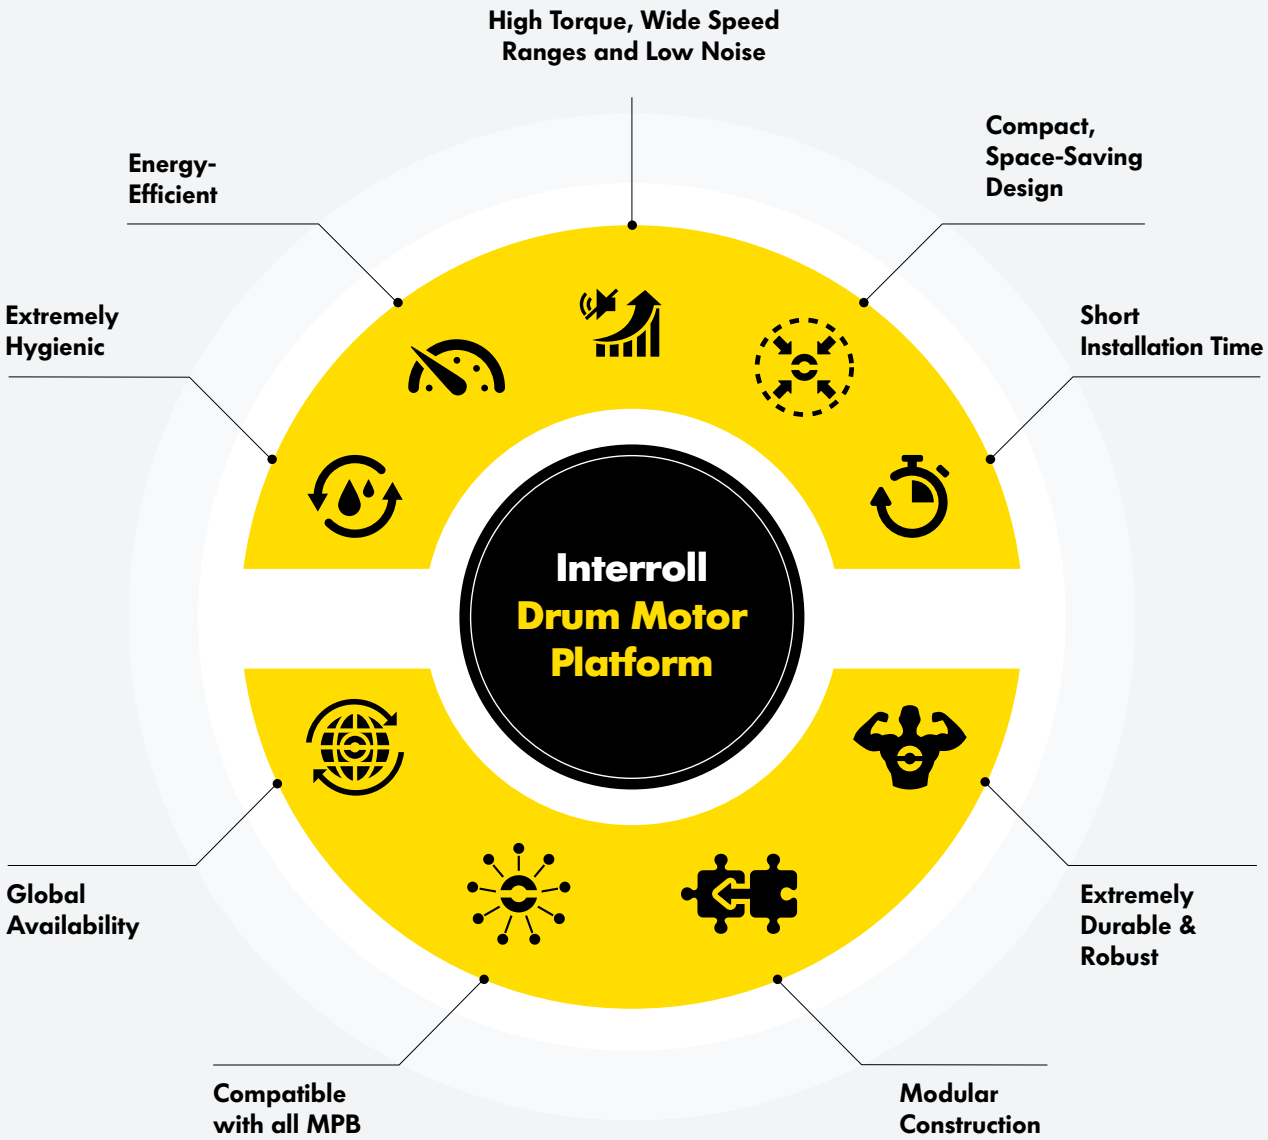 High Torque, Wide Speed
Ranges and Low Noise
Compact,
Space-Saving
Design
Energy-
Efficient
Extremely
Hygienic
Short
Installation Time
Interroll
Drum Motor
Platform
Global
Availability
Extremely
Durable &
Robust
Compatible
with all MPB
Modular
Construction